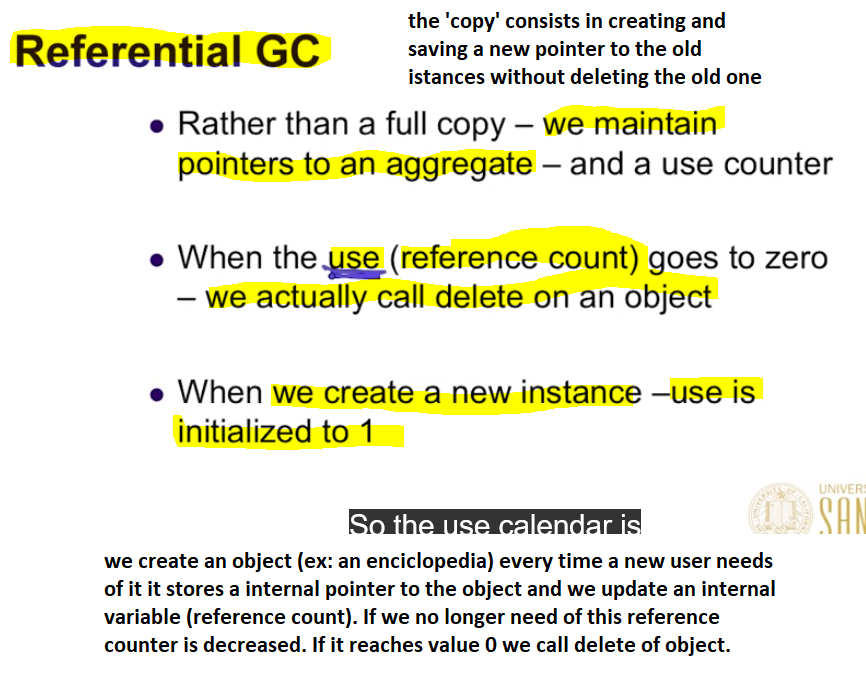 Referential GC
the 'copy' consists in creating and
saving a new pointer to the old
istances without deleting the old one
• Rather than a full copy – we maintain
pointers to an aggregate – and a use counter
• When the use (reference count) goes to zero
– we actually call delete on an object
• When we create a new instance –use is
initialized to 1
UNIVERS
SAN
So the use calendar is
we create an object (ex: an enciclopedia) every time a new user needs
of it it stores a internal pointer to the object and we update an internal
variable (reference count). If we no longer need of this reference
counter is decreased. If it reaches value 0 we call delete of object.